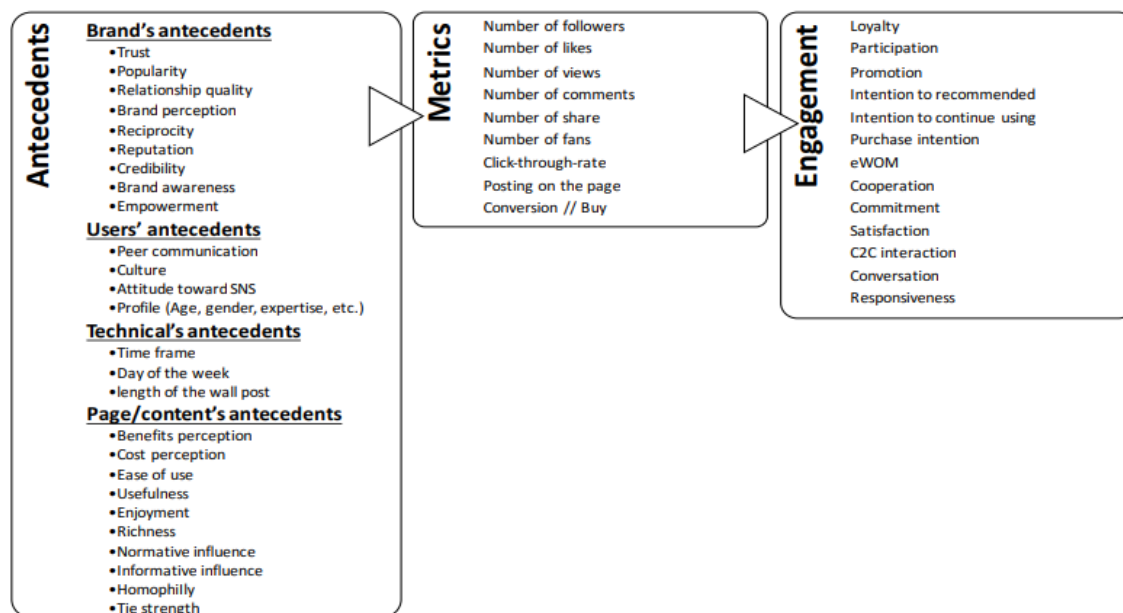 Antecedents
Brand's antecedents
•Trust
•Popularity
•Relationship quality
•Brand perception
•Reciprocity
•Reputation
•Credibility
•Brand awareness
•Empowerment
Users' antecedents
•Peer communication
•Culture
•Attitude toward SNS
•Profile (Age, gender, expertise, etc.)
Technical's antecedents
•Time frame
•Day of the week
•length of the wall post
Page/content's antecedents
•Benefits perception
•Cost perception
•Ease of use
•Usefulness
•Enjoyment
•Richness
•Normative influence
•Informative influence
•Homophilly
•Tie strength
Metrics
Number of followers
Number of likes
Number of views
Number of comments
Number of share
Number of fans
Click-through-rate
Posting on the page
Conversion // Buy
Engagement
Loyalty
Participation
Promotion
Intention to recommended
Intention to continue using
Purchase intention
eWOM
Cooperation
Commitment
Satisfaction
C2C interaction
Conversation
Responsiveness